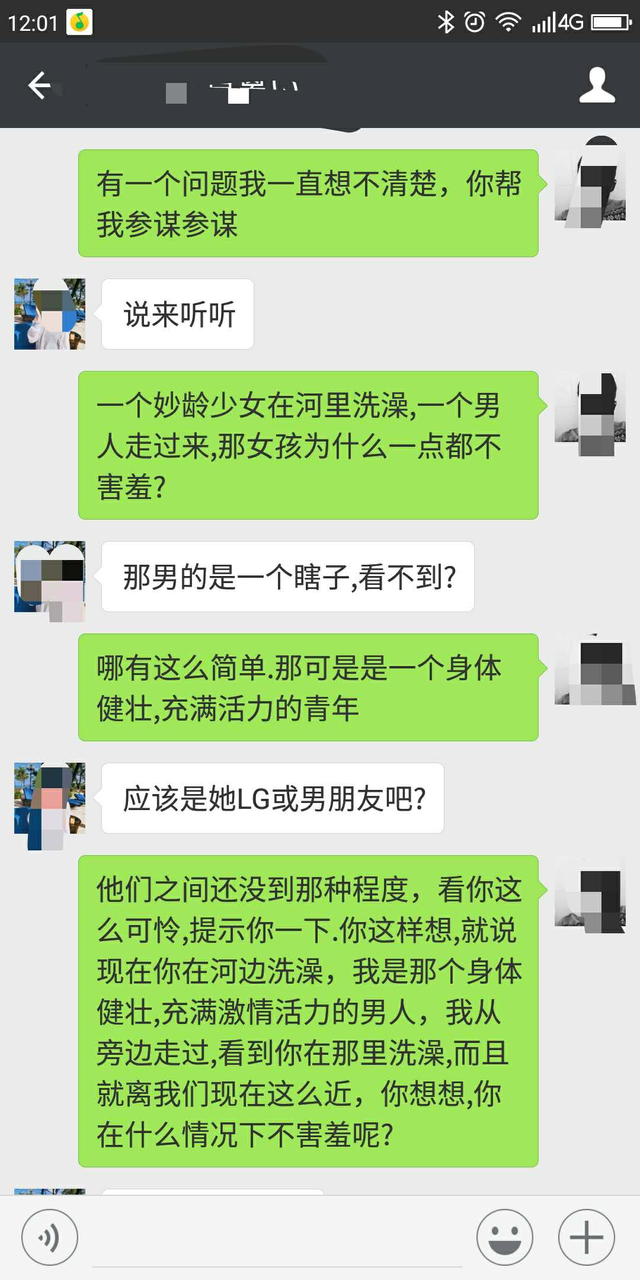 12:01
4G
有一个问题我一直想不清楚，你帮
我参谋参谋
说来听听
一个妙龄少女在河里洗澡,一个男
人走过来,那女孩为什么一点都不
害羞?
那男的是一个瞎子,看不到?
哪有这么简单.那可是是一个身体
健壮,充满活力的青年
应该是她LG或男朋友吧?
他们之间还没到那种程度，看你这
么可怜,提示你一下.你这样想,就说
现在你在河边洗澡，我是那个身体
健壮,充满激情活力的男人，我从
旁边走过,看到你在那里洗澡,而且
就离我们现在这么近，你想想,你
在什么情况下不害羞呢?